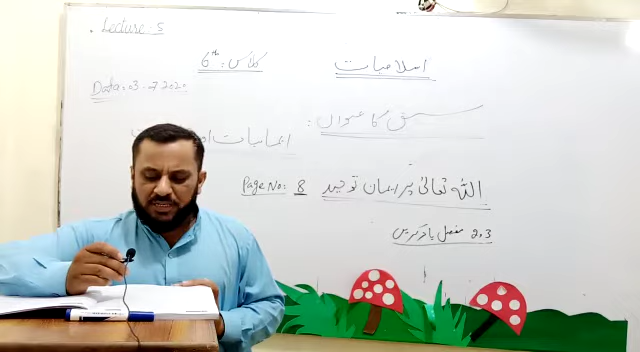 Lecture. 5
اسلامیات
کلاس: 6th
Date: 03.7.2020
سبق کا عنوان:
ایمانیات
اللہ تعالیٰ پر ایمان توحید
Page No: 8
2,3 مفصل یاد کریں